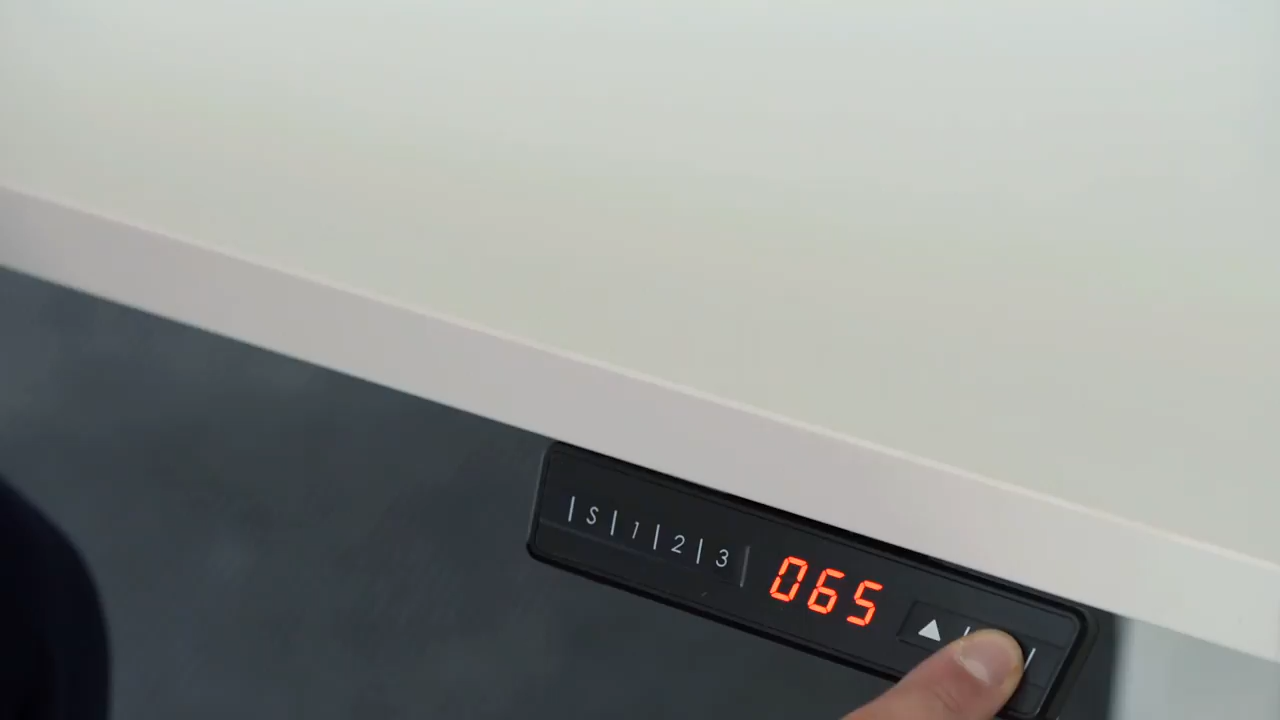 | S | 1 | 2 | 3 | 065 ▲ | |